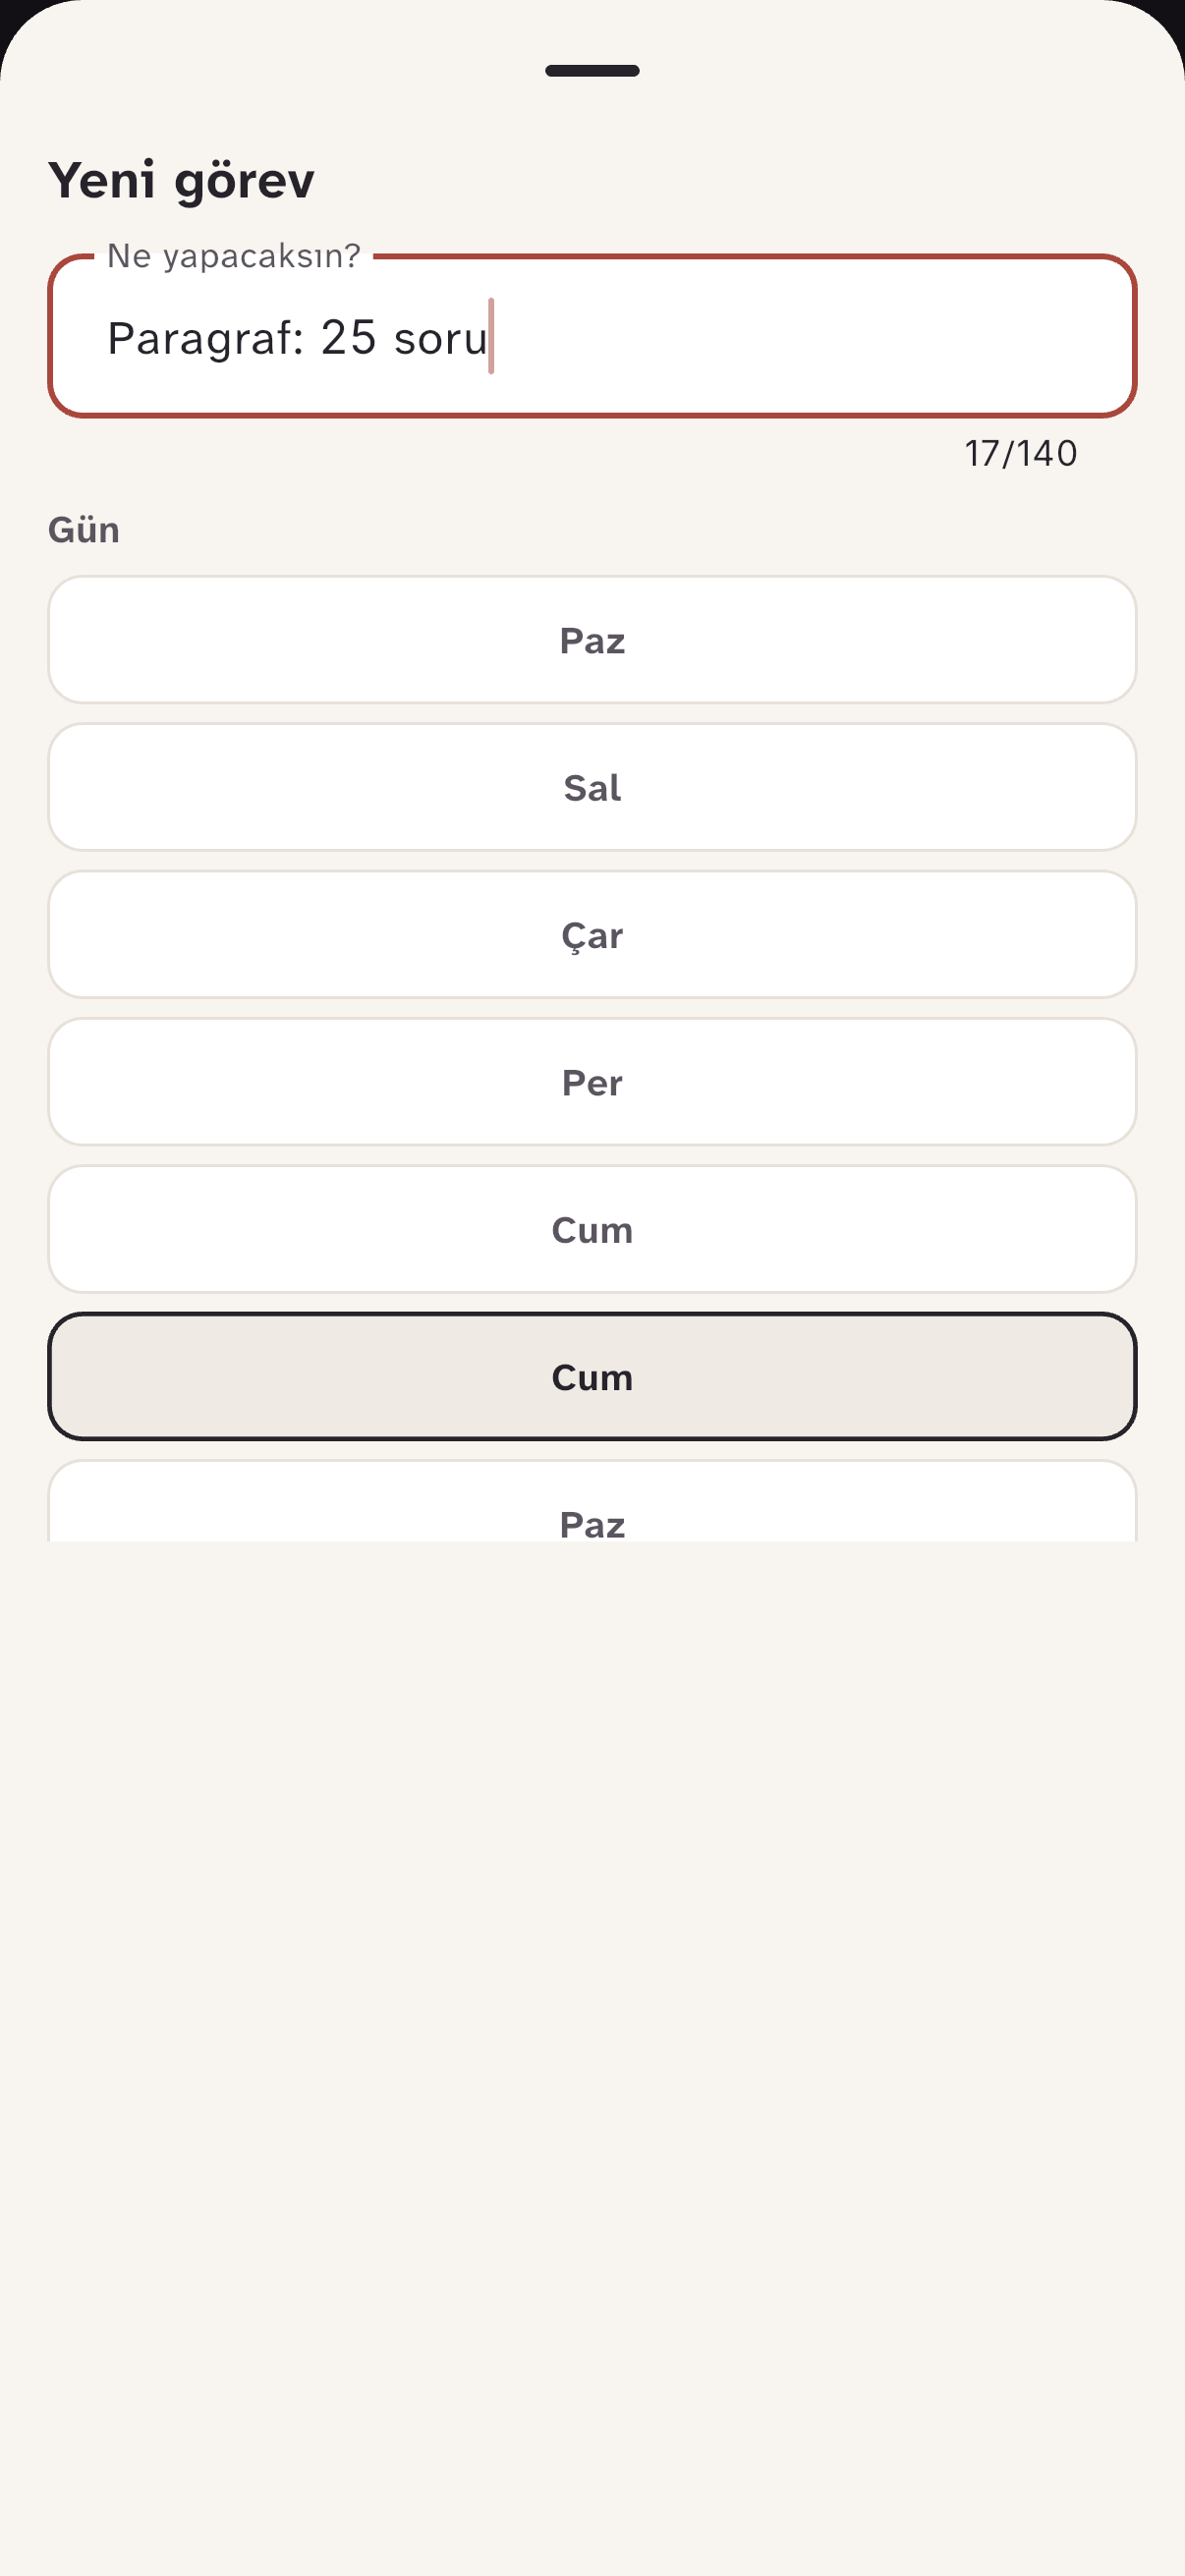 Yeni görev
Ne yapacaksın?
Paragraf: 25 soru
17/140
Gün
Paz
Sal
Çar
Per
Cum
Cum
Paz